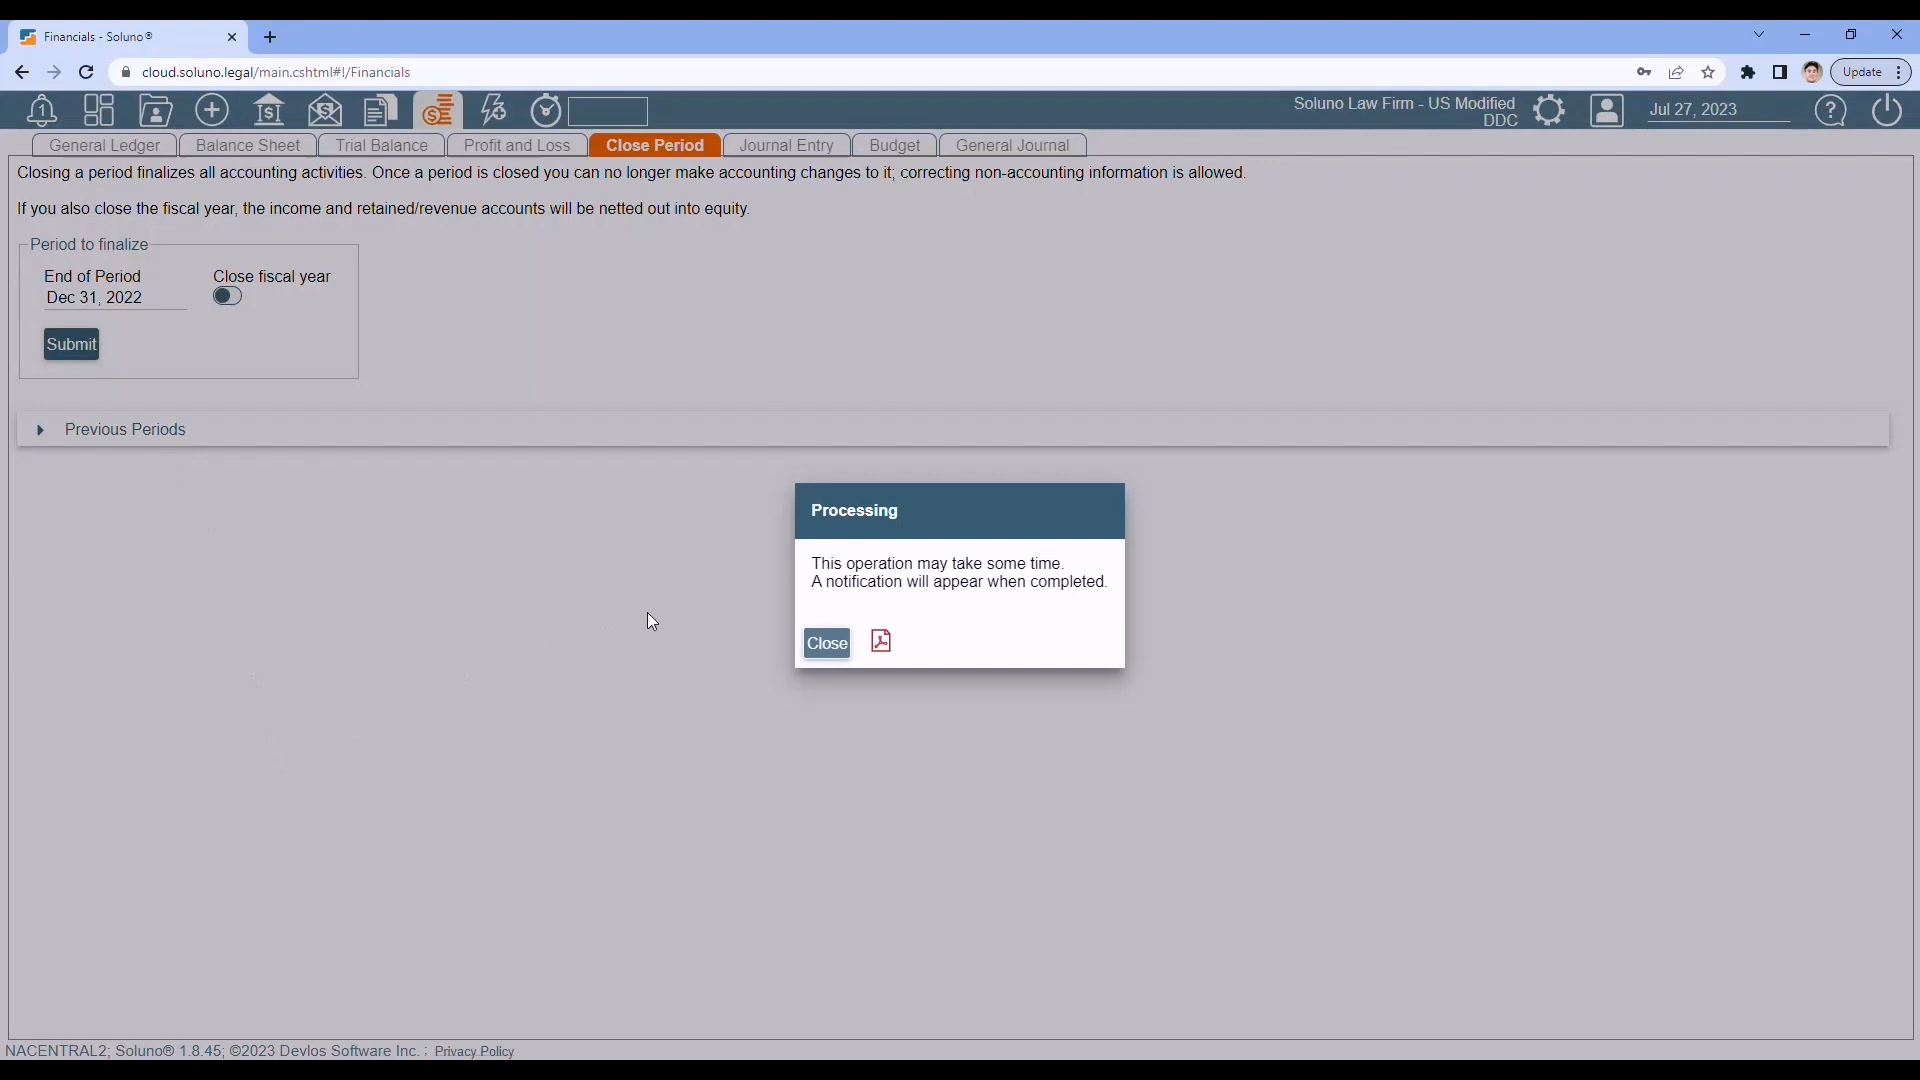 Financials - Soluno®
cloud.soluno.legal/main.cshtml#!/Financials
Update
1
Soluno Law Firm - US Modified
DDC
Jul 27, 2023
General Ledger
Balance Sheet
Trial Balance
Profit and Loss
Close Period
Journal Entry
Budget
General Journal
Closing a period finalizes all accounting activities. Once a period is closed you can no longer make accounting changes to it; correcting non-accounting information is allowed.
If you also close the fiscal year, the income and retained/revenue accounts will be netted out into equity.
Period to finalize
End of Period
Close fiscal year
Dec 31, 2022
Submit
Previous Periods
Processing
This operation may take some time.
A notification will appear when completed.
Close
NACENTRAL2; Soluno® 1.8.45; ©2023 Devlos Software Inc. ; Privacy Policy